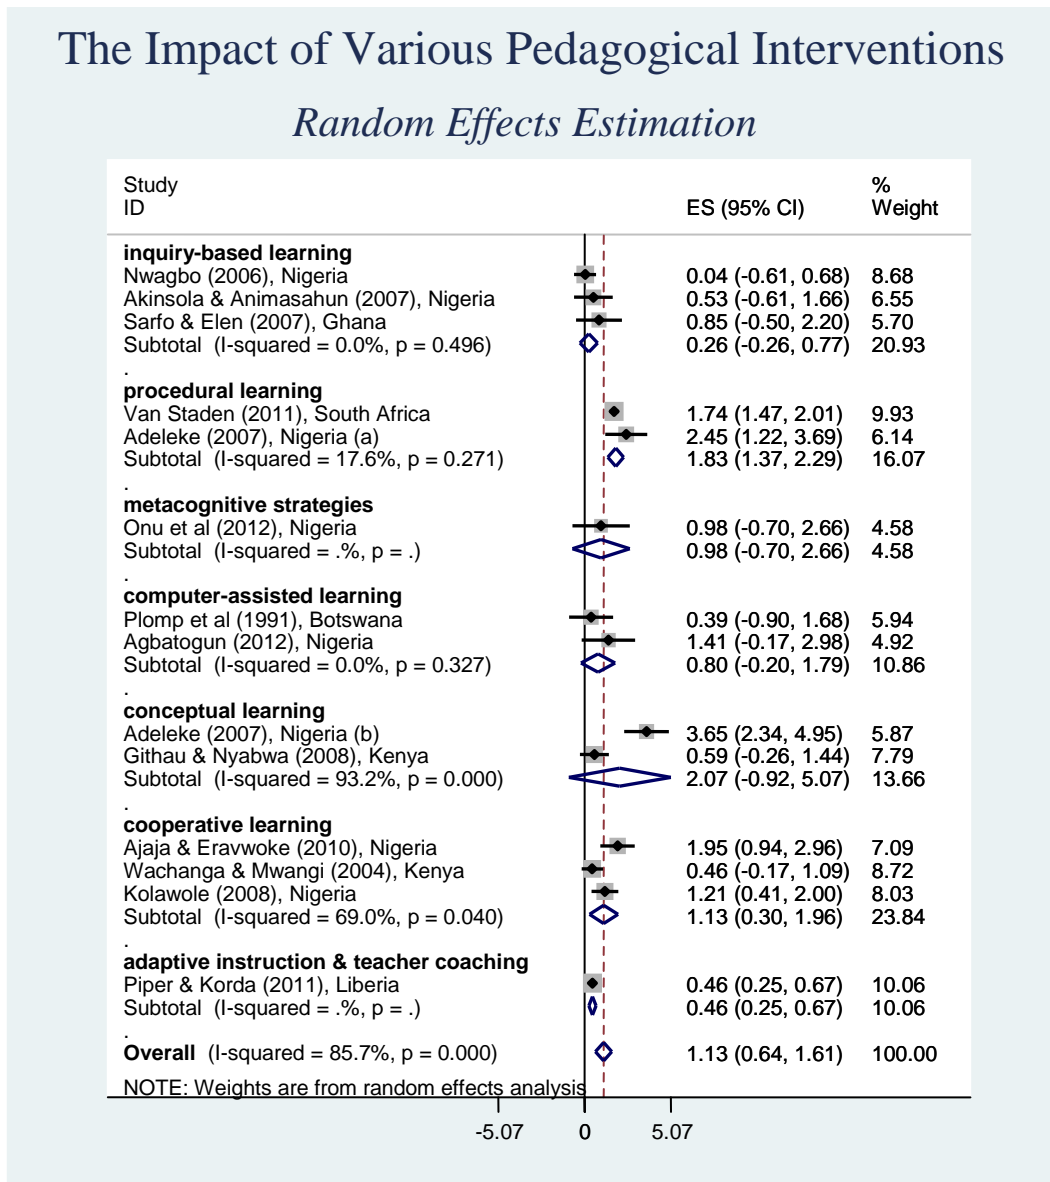 The Impact of Various Pedagogical Interventions
Random Effects Estimation
Study ID ES (95% CI) % Weight
inquiry-based learning
Nwagbo (2006), Nigeria 0.04 (-0.61, 0.68) 8.68
Akinsola & Animasahun (2007), Nigeria 0.53 (-0.61, 1.66) 6.55
Sarfo & Elen (2007), Ghana 0.85 (-0.50, 2.20) 5.70
Subtotal (I-squared = 0.0%, p = 0.496) 0.26 (-0.26, 0.77) 20.93
.
procedural learning
Van Staden (2011), South Africa 1.74 (1.47, 2.01) 9.93
Adeleke (2007), Nigeria (a) 2.45 (1.22, 3.69) 6.14
Subtotal (I-squared = 17.6%, p = 0.271) 1.83 (1.37, 2.29) 16.07
.
metacognitive strategies
Onu et al (2012), Nigeria 0.98 (-0.70, 2.66) 4.58
Subtotal (I-squared = .%, p = .) 0.98 (-0.70, 2.66) 4.58
.
computer-assisted learning
Plomp et al (1991), Botswana 0.39 (-0.90, 1.68) 5.94
Agbatogun (2012), Nigeria 1.41 (-0.17, 2.98) 4.92
Subtotal (I-squared = 0.0%, p = 0.327) 0.80 (-0.20, 1.79) 10.86
.
conceptual learning
Adeleke (2007), Nigeria (b) 3.65 (2.34, 4.95) 5.87
Githau & Nyabwa (2008), Kenya 0.59 (-0.26, 1.44) 7.79
Subtotal (I-squared = 93.2%, p = 0.000) 2.07 (-0.92, 5.07) 13.66
.
cooperative learning
Ajaja & Eravwoke (2010), Nigeria 1.95 (0.94, 2.96) 7.09
Wachanga & Mwangi (2004), Kenya 0.46 (-0.17, 1.09) 8.72
Kolawole (2008), Nigeria 1.21 (0.41, 2.00) 8.03
Subtotal (I-squared = 69.0%, p = 0.040) 1.13 (0.30, 1.96) 23.84
.
adaptive instruction & teacher coaching
Piper & Korda (2011), Liberia 0.46 (0.25, 0.67) 10.06
Subtotal (I-squared = .%, p = .) 0.46 (0.25, 0.67) 10.06
.
Overall (I-squared = 85.7%, p = 0.000) 1.13 (0.64, 1.61) 100.00
NOTE: Weights are from random effects analysis
-5.07 0 5.07